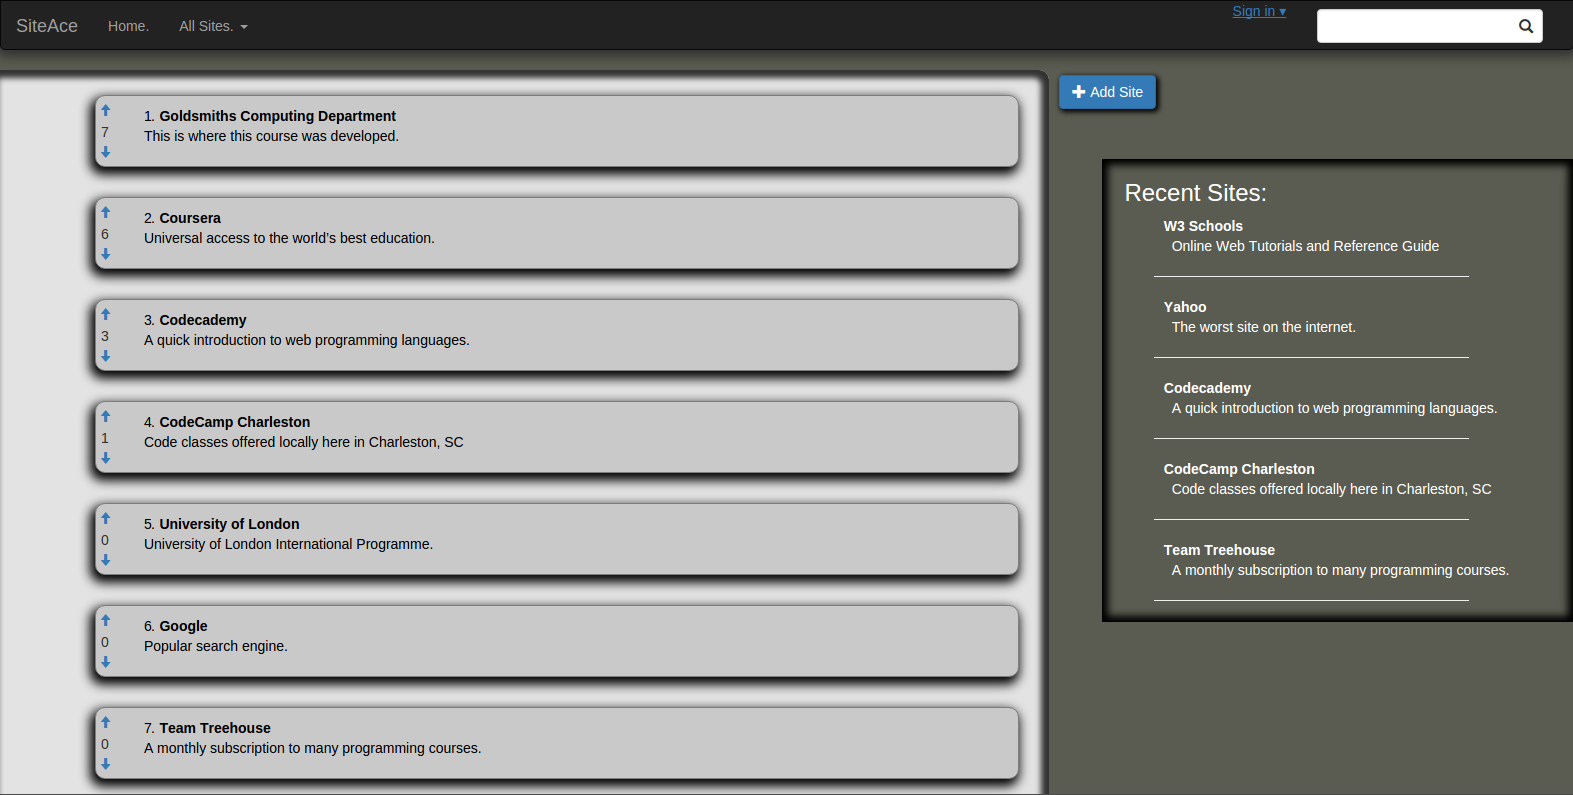 SiteAce Home. All Sites. Sign in ▾
Add Site
1. Goldsmiths Computing Department
7
This is where this course was developed.
2. Coursera
6
Universal access to the world's best education.
3. Codecademy
3
A quick introduction to web programming languages.
4. CodeCamp Charleston
1
Code classes offered locally here in Charleston, SC
5. University of London
0
University of London International Programme.
6. Google
0
Popular search engine.
7. Team Treehouse
0
A monthly subscription to many programming courses.
Recent Sites:
W3 Schools
Online Web Tutorials and Reference Guide
Yahoo
The worst site on the internet.
Codecademy
A quick introduction to web programming languages.
CodeCamp Charleston
Code classes offered locally here in Charleston, SC
Team Treehouse
A monthly subscription to many programming courses.